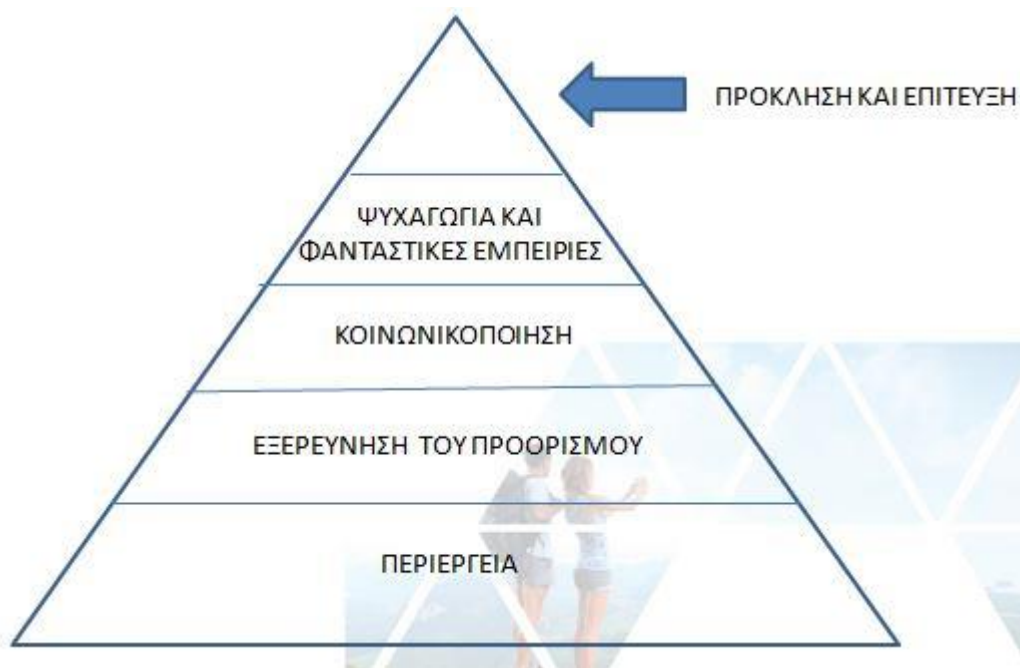 ΠΡΟΚΛΗΣΗ ΚΑΙ ΕΠΙΤΕΥΞΗ
ΨΥΧΑΓΩΓΙΑ ΚΑΙ
ΦΑΝΤΑΣΤΙΚΕΣ ΕΜΠΕΙΡΙΕΣ
ΚΟΙΝΩΝΙΚΟΠΟΙΗΣΗ
ΕΞΕΡΕΥΝΗΣΗ ΤΟΥ ΠΡΟΟΡΙΣΜΟΥ
ΠΕΡΙΕΡΓΕΙΑ